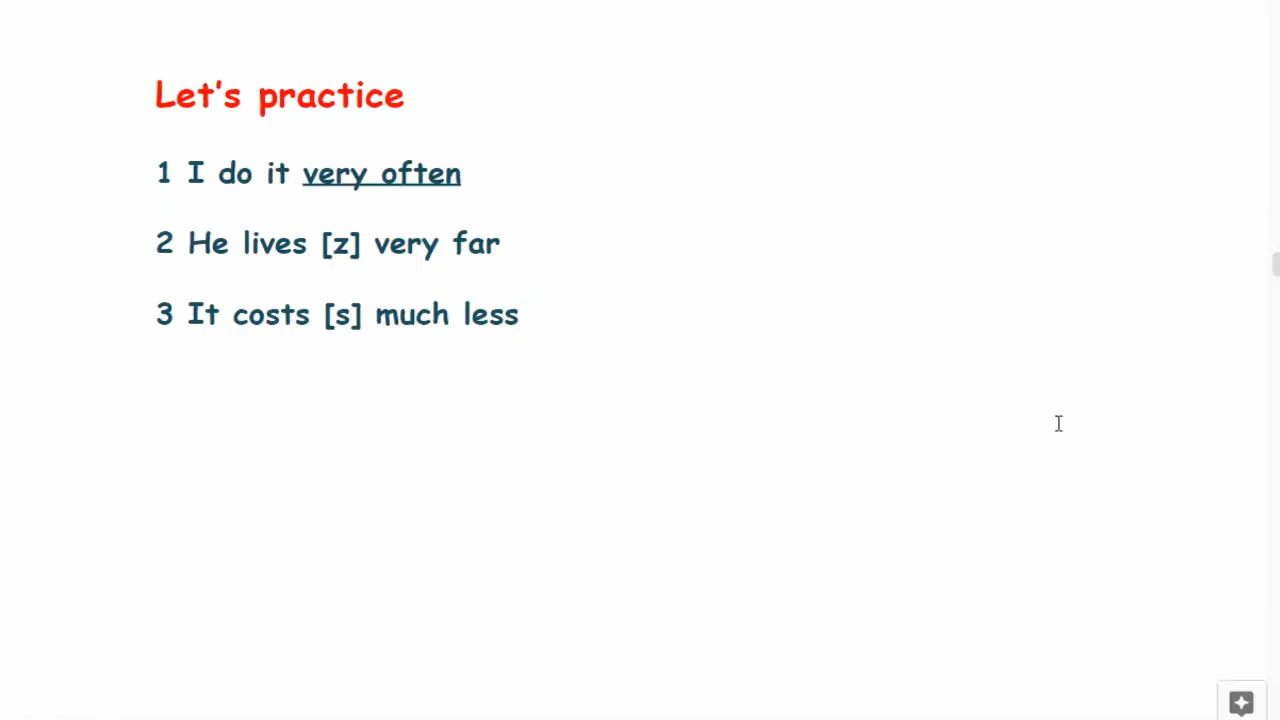 Let's practice
1 I do it very often
2 He lives [z] very far
3 It costs [s] much less